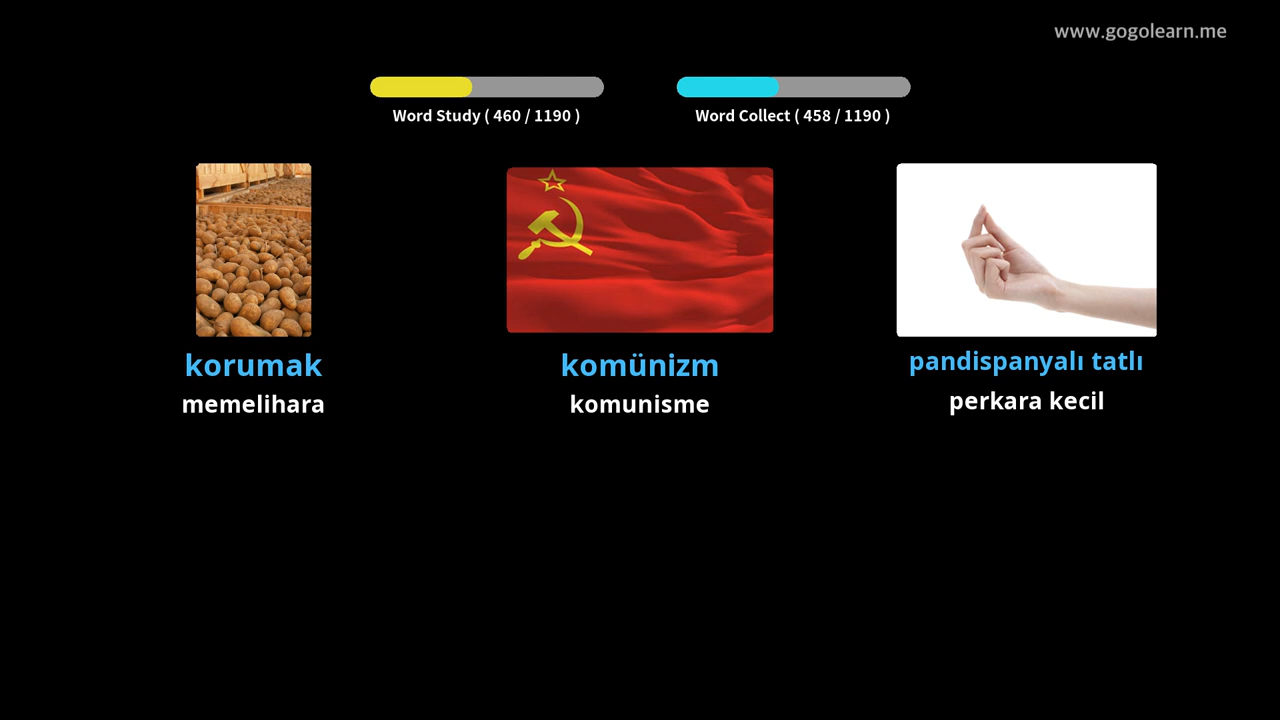 www.gogolearn.me
Word Study ( 460 / 1190 )
Word Collect ( 458 / 1190 )
korumak
memelihara
komünizm
komunisme
pandispanyalı tatlı
perkara kecil